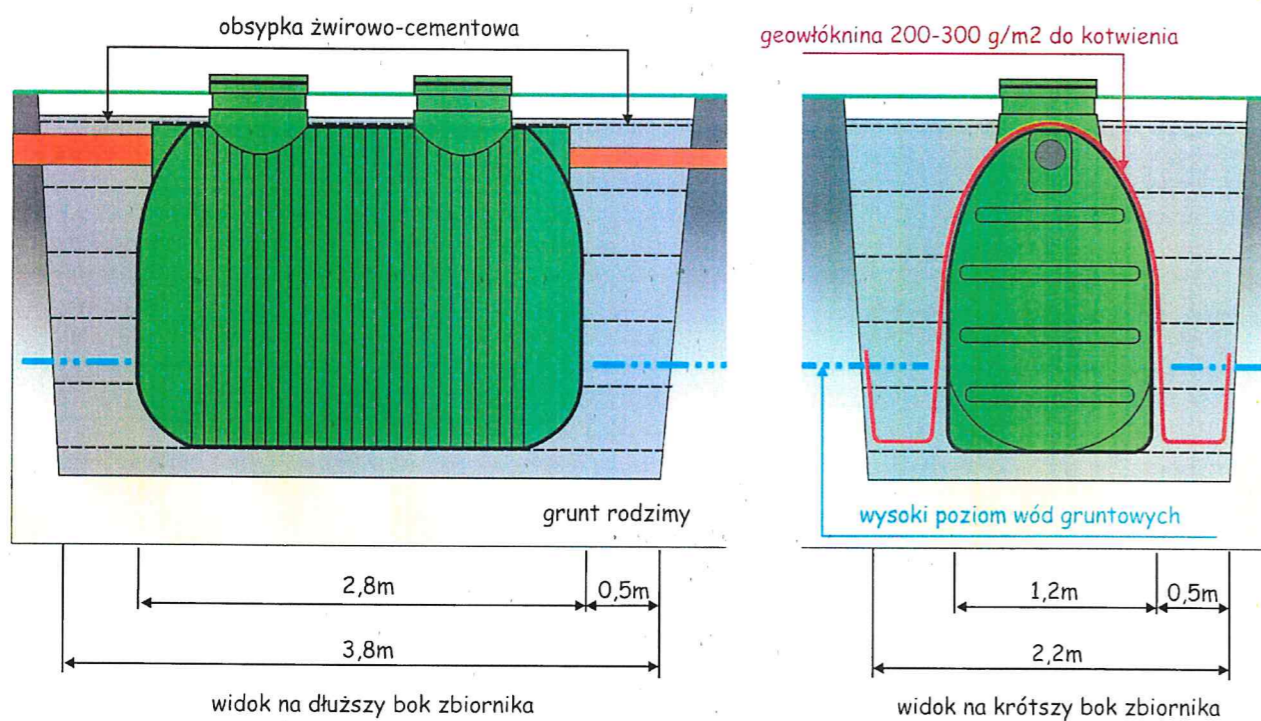 obsypka żwirowo-cementowa
geowłóknina 200-300 g/m2 do kotwienia
grunt rodzimy
wysoki poziom wód gruntowych
2,8m
0,5m
1,2m
0,5m
3,8m
2,2m
widok na dłuższy bok zbiornika
widok na krótszy bok zbiornika